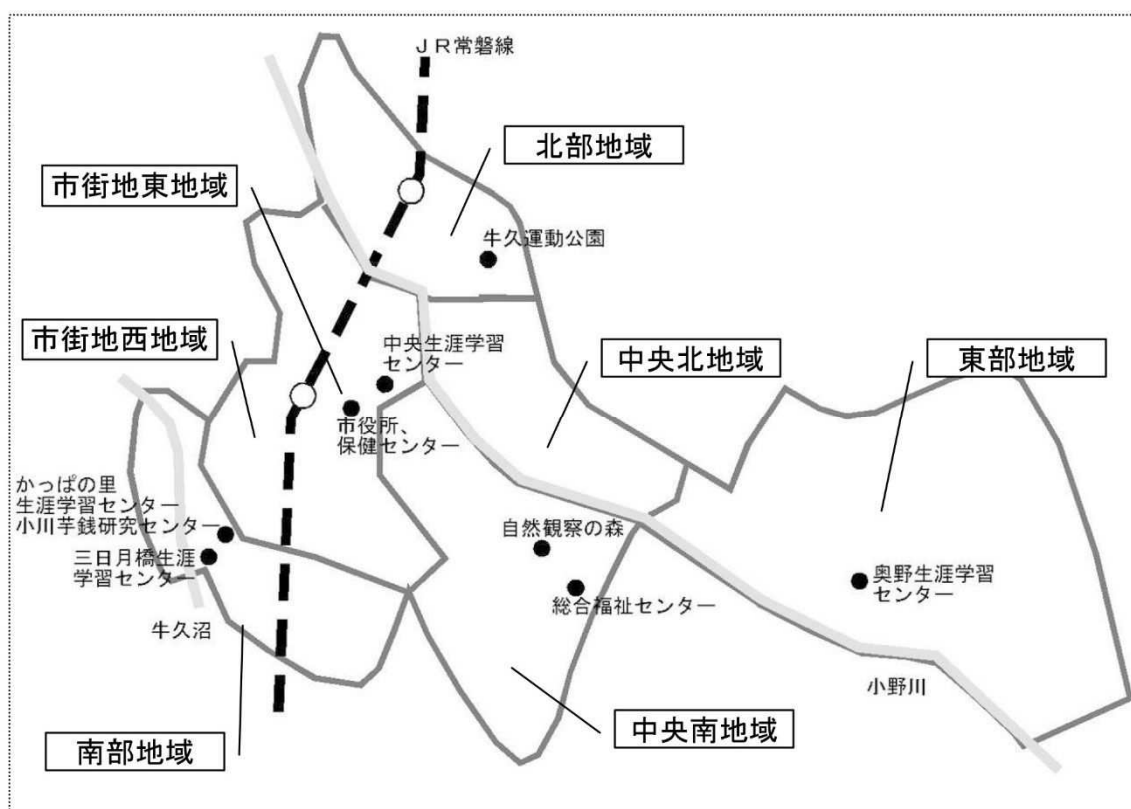 JR常磐線
北部地域
市街地東地域
牛久運動公園
市街地西地域
中央生涯学習
センター
中央北地域
東部地域
市役所、
保健センター
かっぱの里
生涯学習センター
小川芋銭研究センター
三日月橋生涯
学習センター
自然観察の森
奥野生涯学習
センター
総合福祉センター
牛久沼
小野川
南部地域
中央南地域